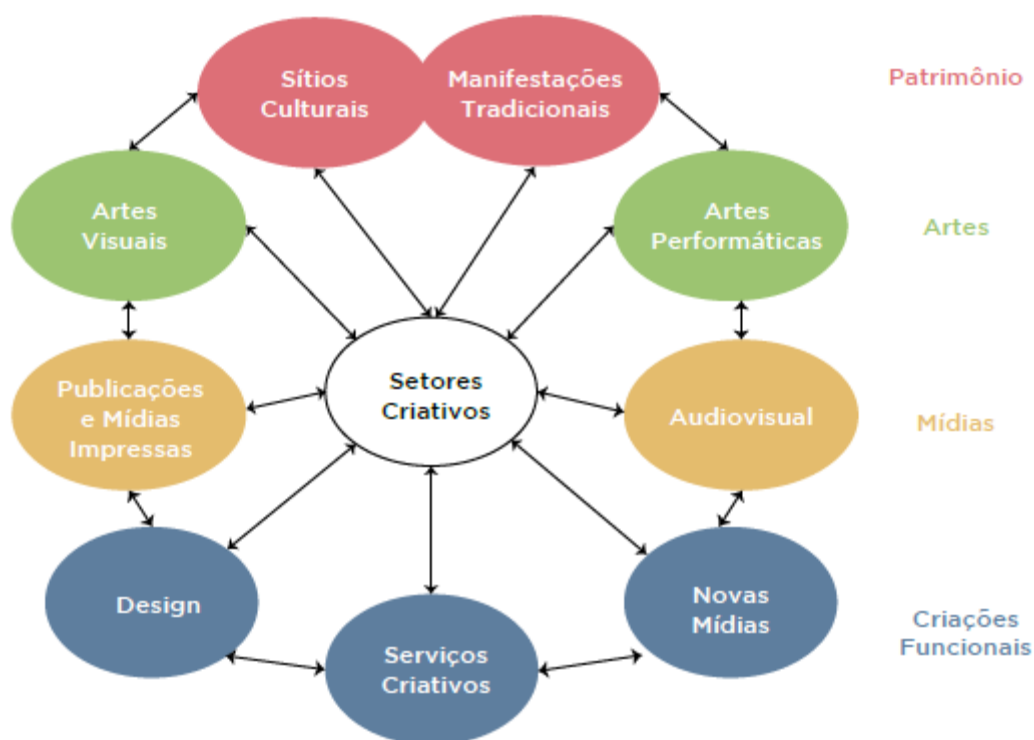 Sítios
Culturais
Manifestações
Tradicionais
Patrimônio
Artes
Visuais
Artes
Performáticas
Artes
Publicações
e Mídias
Impressas
Setores
Criativos
Audiovisual
Mídias
Design
Serviços
Criativos
Novas
Mídias
Criações
Funcionais